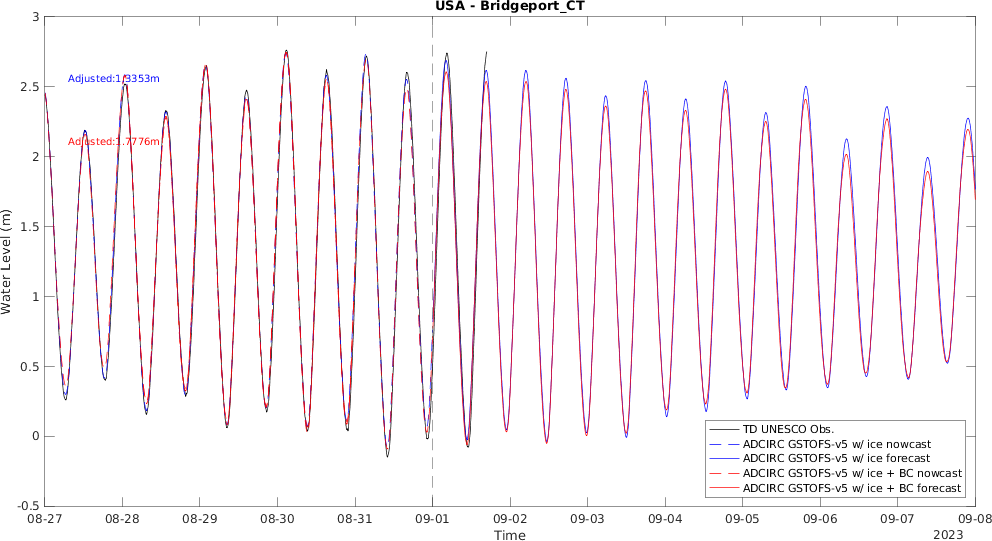 USA - Bridgeport_CT
3
2.5
2
1.5
1
0.5
0
-0.5
Water Level (m)
Adjusted:1.3353m
Adjusted:1.7776m
TD UNESCO Obs.
ADCIRC GSTOFS-v5 w/ ice nowcast
ADCIRC GSTOFS-v5 w/ ice forecast
ADCIRC GSTOFS-v5 w/ ice + BC nowcast
ADCIRC GSTOFS-v5 w/ ice + BC forecast
08-27 08-28 08-29 08-30 08-31 09-01 09-02 09-03 09-04 09-05 09-06 09-07 09-08
Time
2023